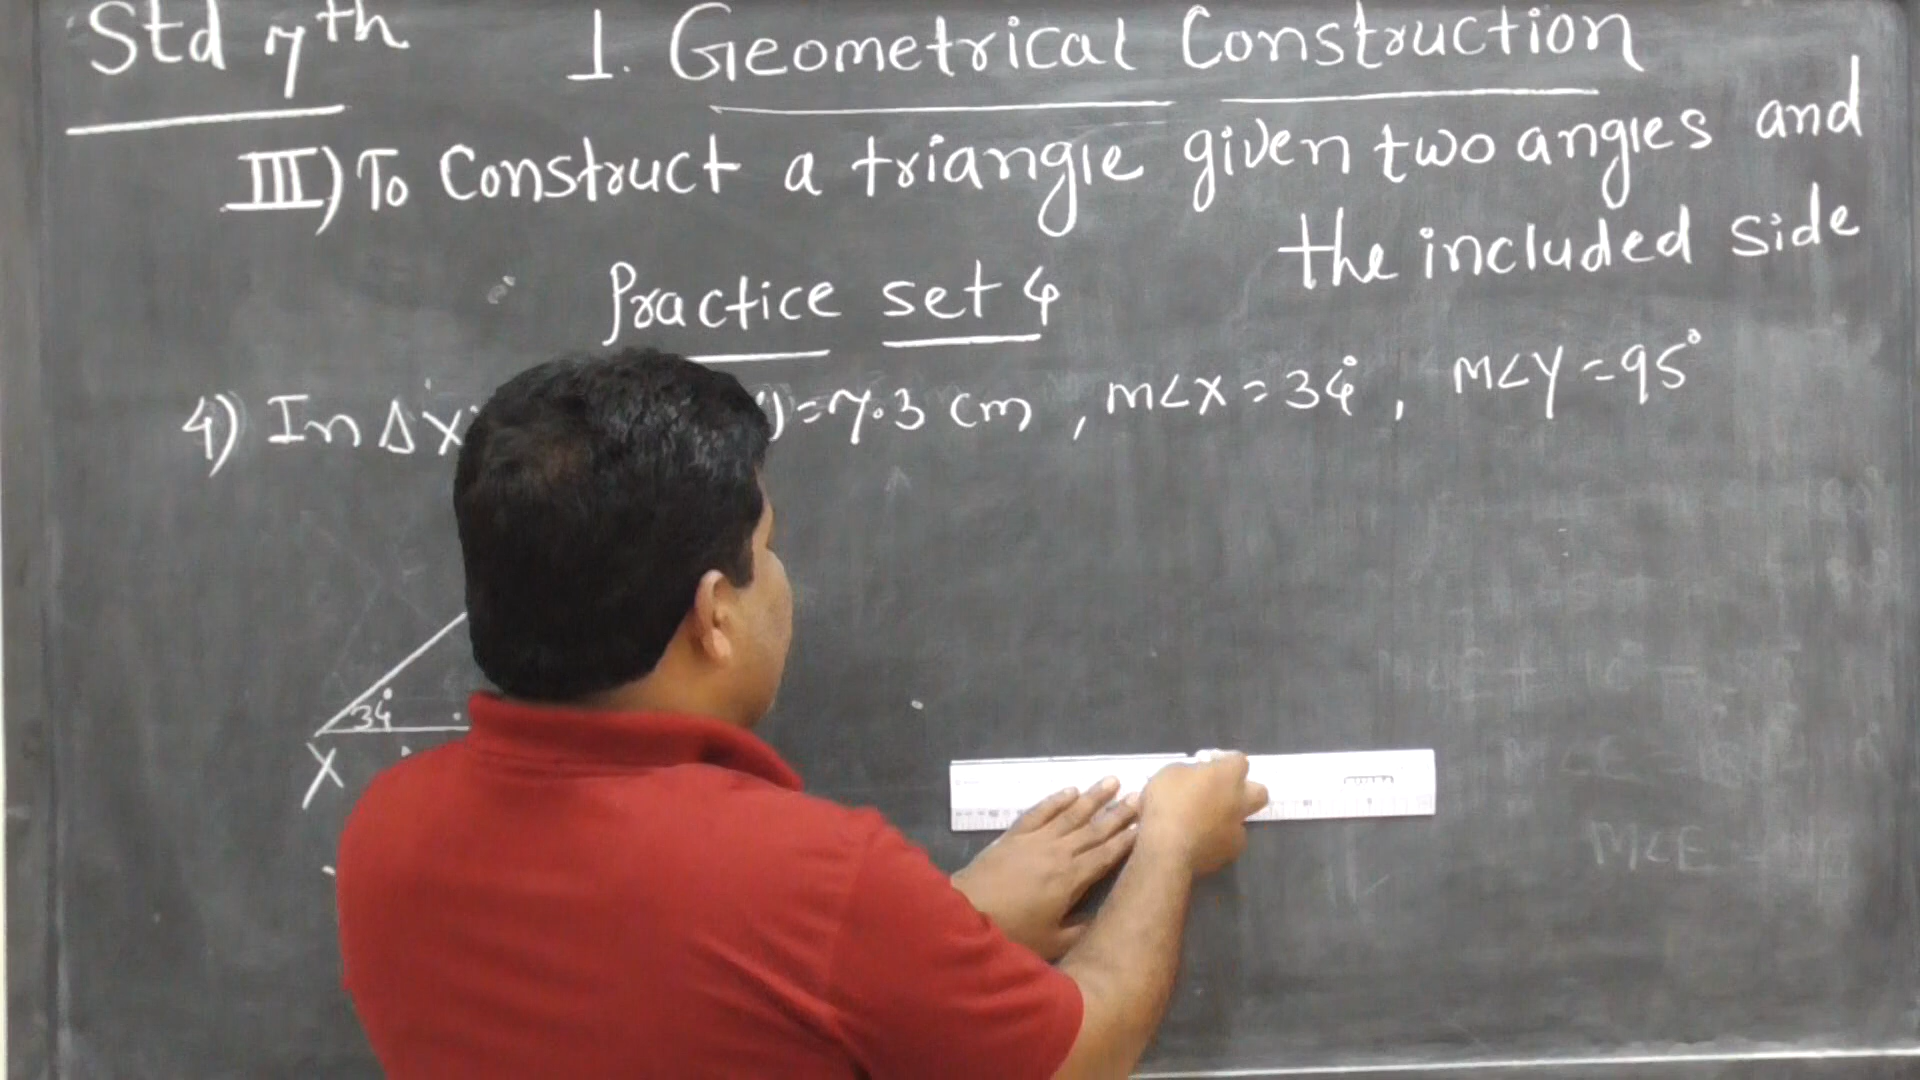 Std 7th
1. Geometrical Construction
III) To Construct a triangle given two angles and
the included side
Practice set 4
4) In ΔX =7.3 cm , m∠X = 34° , m∠Y = 95°
34°
X